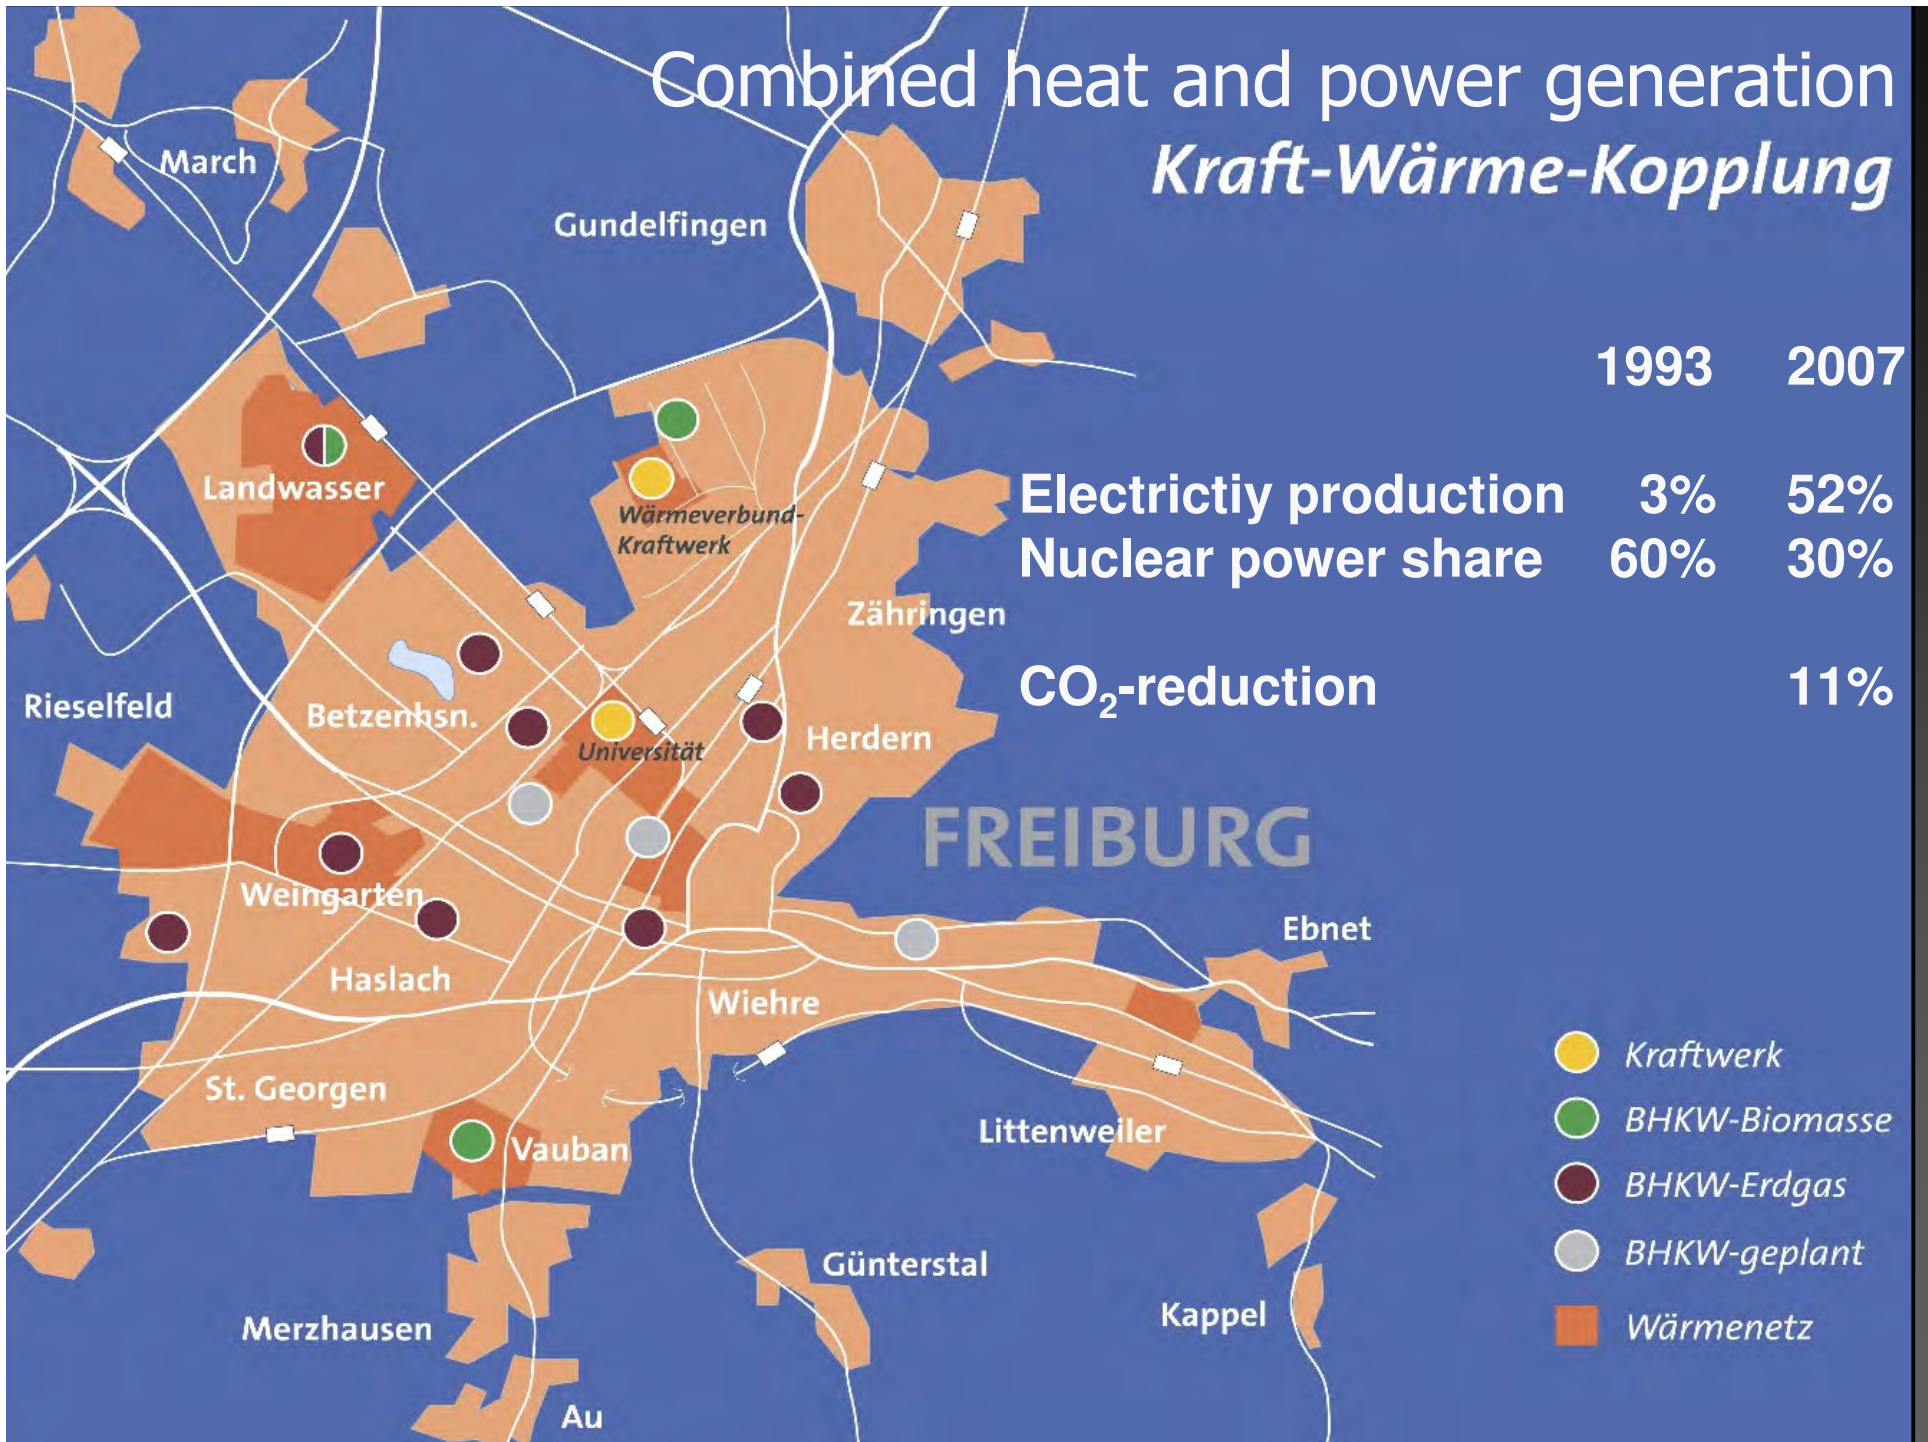 Combined heat and power generation
Kraft-Wärme-Kopplung
March
Gundelfingen
1993 2007
Landwasser
Electrictiy production 3% 52%
Wärmeverbund-
Kraftwerk
Nuclear power share 60% 30%
Zähringen
CO₂-reduction 11%
Rieselfeld
Betzenhsn.
Universität
Herdern
FREIBURG
Weingarten
Ebnet
Haslach
Wiehre
St. Georgen
Vauban
Littenweiler
Günterstal
Merzhausen
Kappel
Au
Kraftwerk
BHKW-Biomasse
BHKW-Erdgas
BHKW-geplant
Wärmenetz